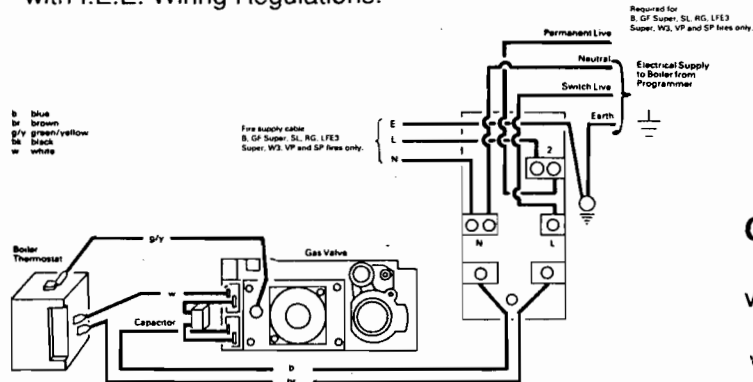 with I.E.E. Wiring Regulations.
Required for
B, GF Super, SL, RG, LFE3
Super, W3, VP and SP fires only.
Permanent Live
Neutral
Switch Live
Earth
Electrical Supply
to Boiler from
Programmer
b blue
br brown
g/y green/yellow
bk black
w white
Fire supply cable
B, GF Super, SL, RG, LFE3
Super, W3, VP and SP fires only.
E
L
N
2
N
L
Boiler
Thermostat
g/y
Gas Valve
w
Capacitor
b
br